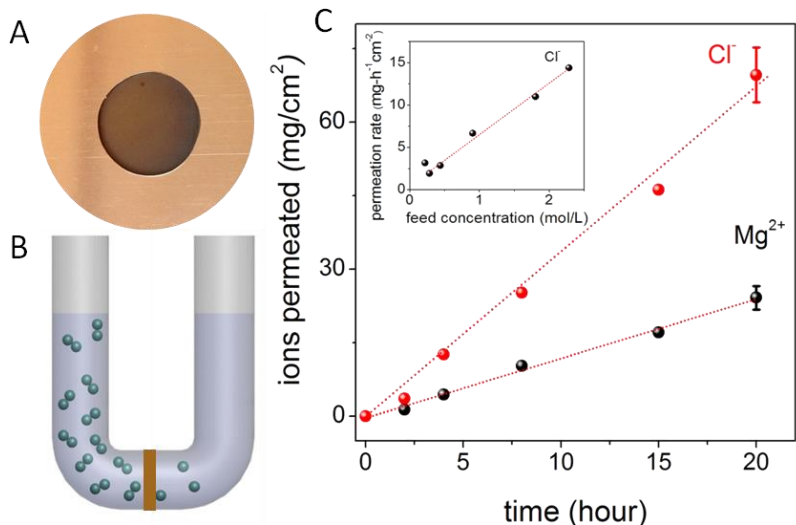 A
B
C
ions permeated (mg/cm²)
60
30
0
0
5
10
15
20
time (hour)
Cl⁻
Mg²⁺
permeation rate (mg-h⁻¹cm⁻²)
15
10
5
0
0
1
2
feed concentration (mol/L)
Cl⁻